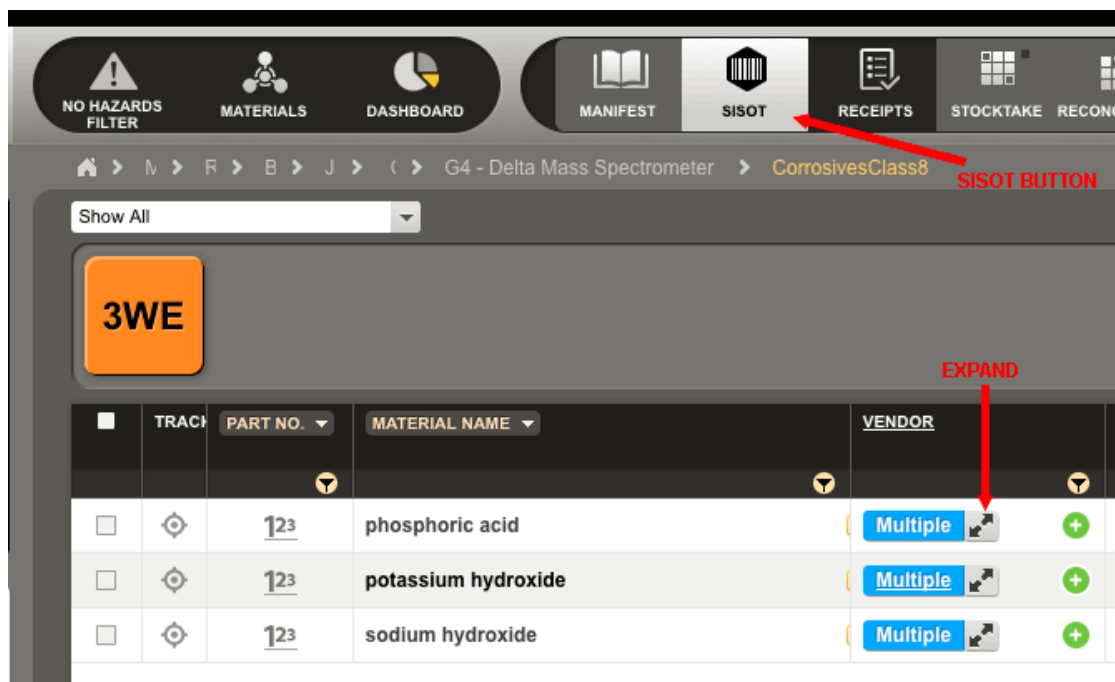 NO HAZARDS
FILTER
MATERIALS
DASHBOARD
MANIFEST
SISOT
RECEIPTS
STOCKTAKE
> > R > B > J > > G4 - Delta Mass Spectrometer > CorrosivesClass8
SISOT BUTTON
Show All
3WE
EXPAND
PART NO.
MATERIAL NAME
VENDOR
123 phosphoric acid Multiple
123 potassium hydroxide Multiple
123 sodium hydroxide Multiple